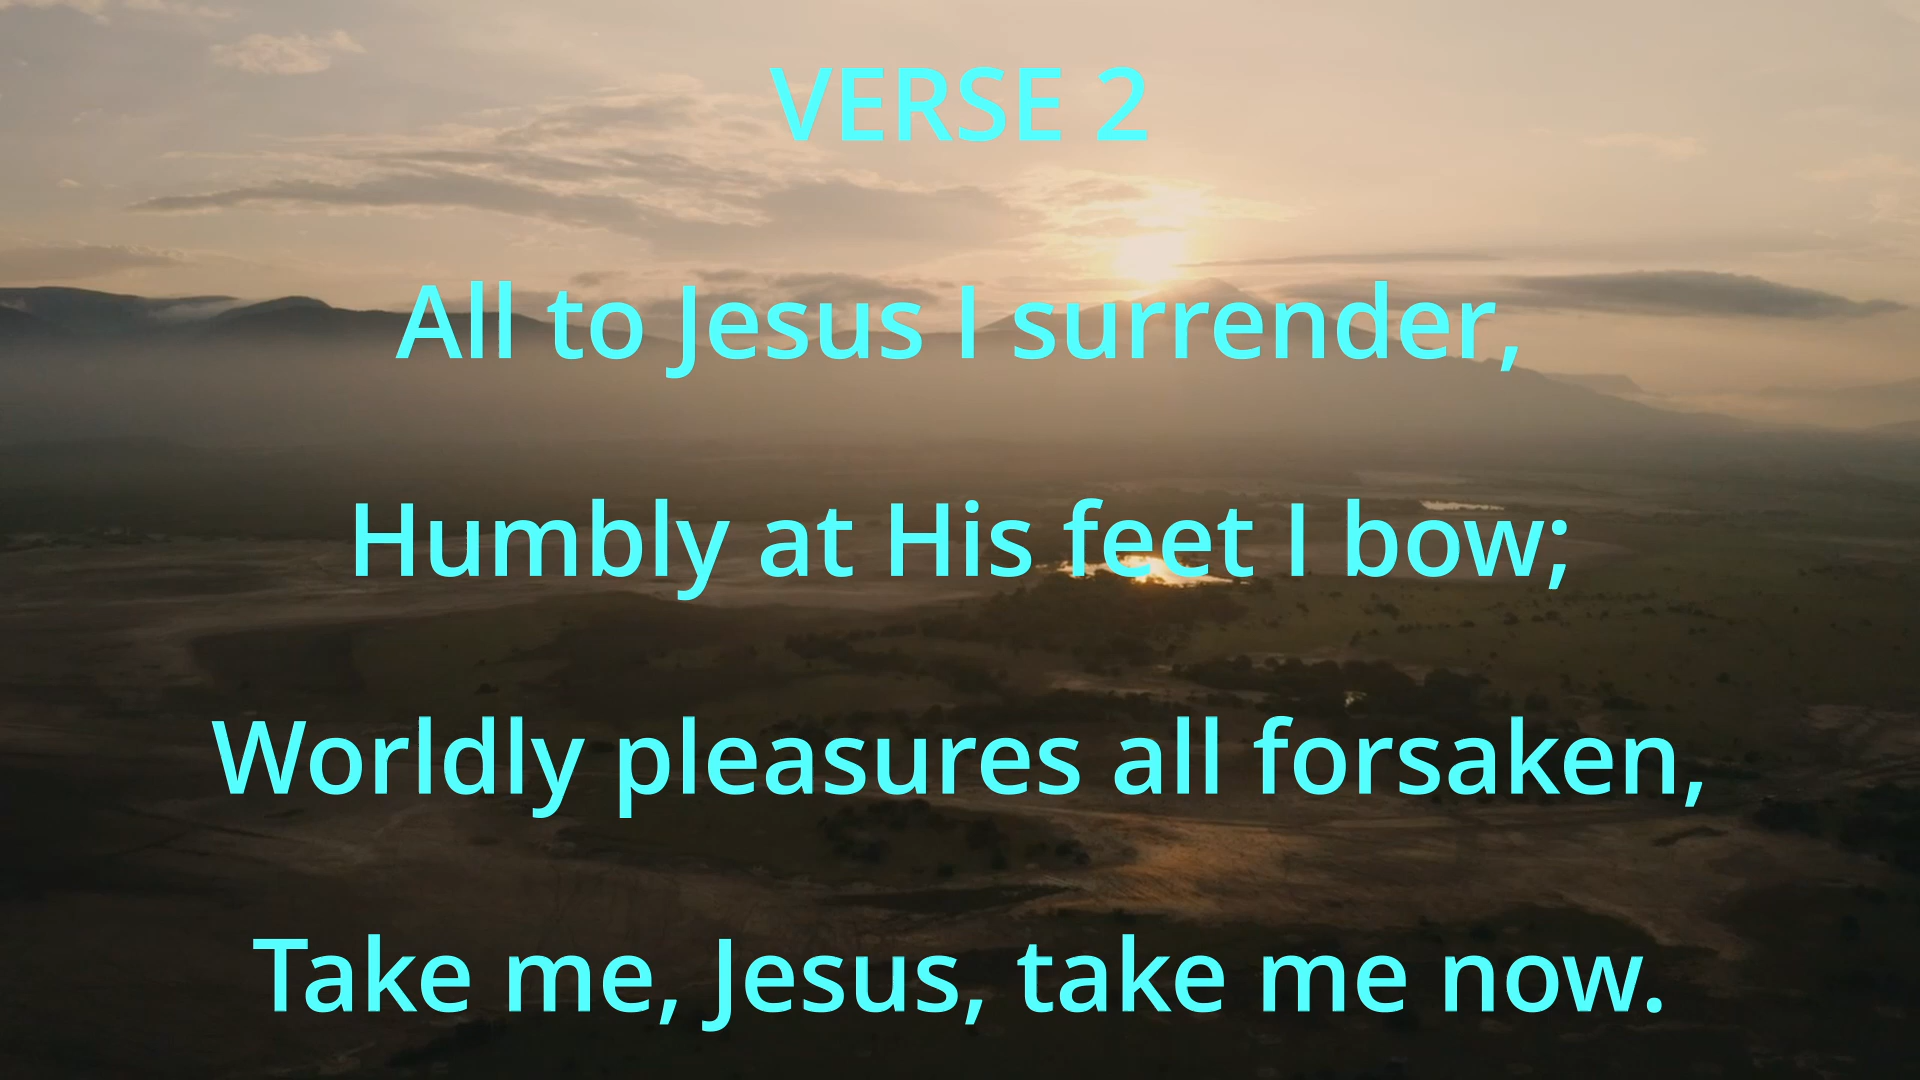 VERSE 2
All to Jesus I surrender,
Humbly at His feet I bow;
Worldly pleasures all forsaken,
Take me, Jesus, take me now.